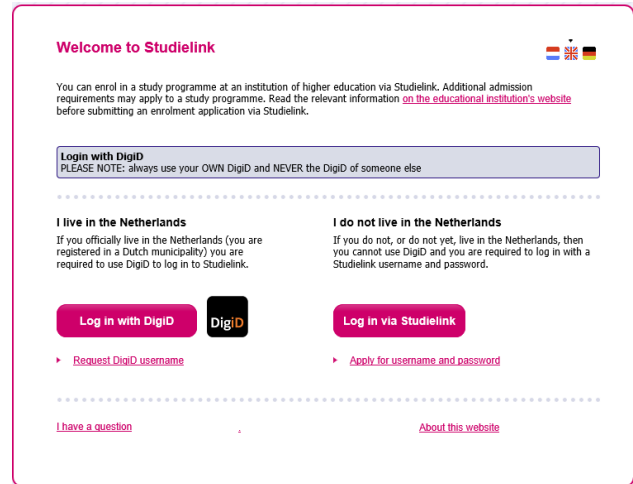 Welcome to Studielink
You can enrol in a study programme at an institution of higher education via Studielink. Additional admission
requirements may apply to a study programme. Read the relevant information on the educational institution's website
before submitting an enrolment application via Studielink.
Login with DigiD
PLEASE NOTE: always use your OWN DigiD and NEVER the DigiD of someone else
I live in the Netherlands
If you officially live in the Netherlands (you are
registered in a Dutch municipality) you are
required to use DigiD to log in to Studielink.
Log in with DigiD
DigiD
Request DigiD username
I do not live in the Netherlands
If you do not, or do not yet, live in the Netherlands, then
you cannot use DigiD and you are required to log in with a
Studielink username and password.
Log in via Studielink
Apply for username and password
I have a question
.
About this website